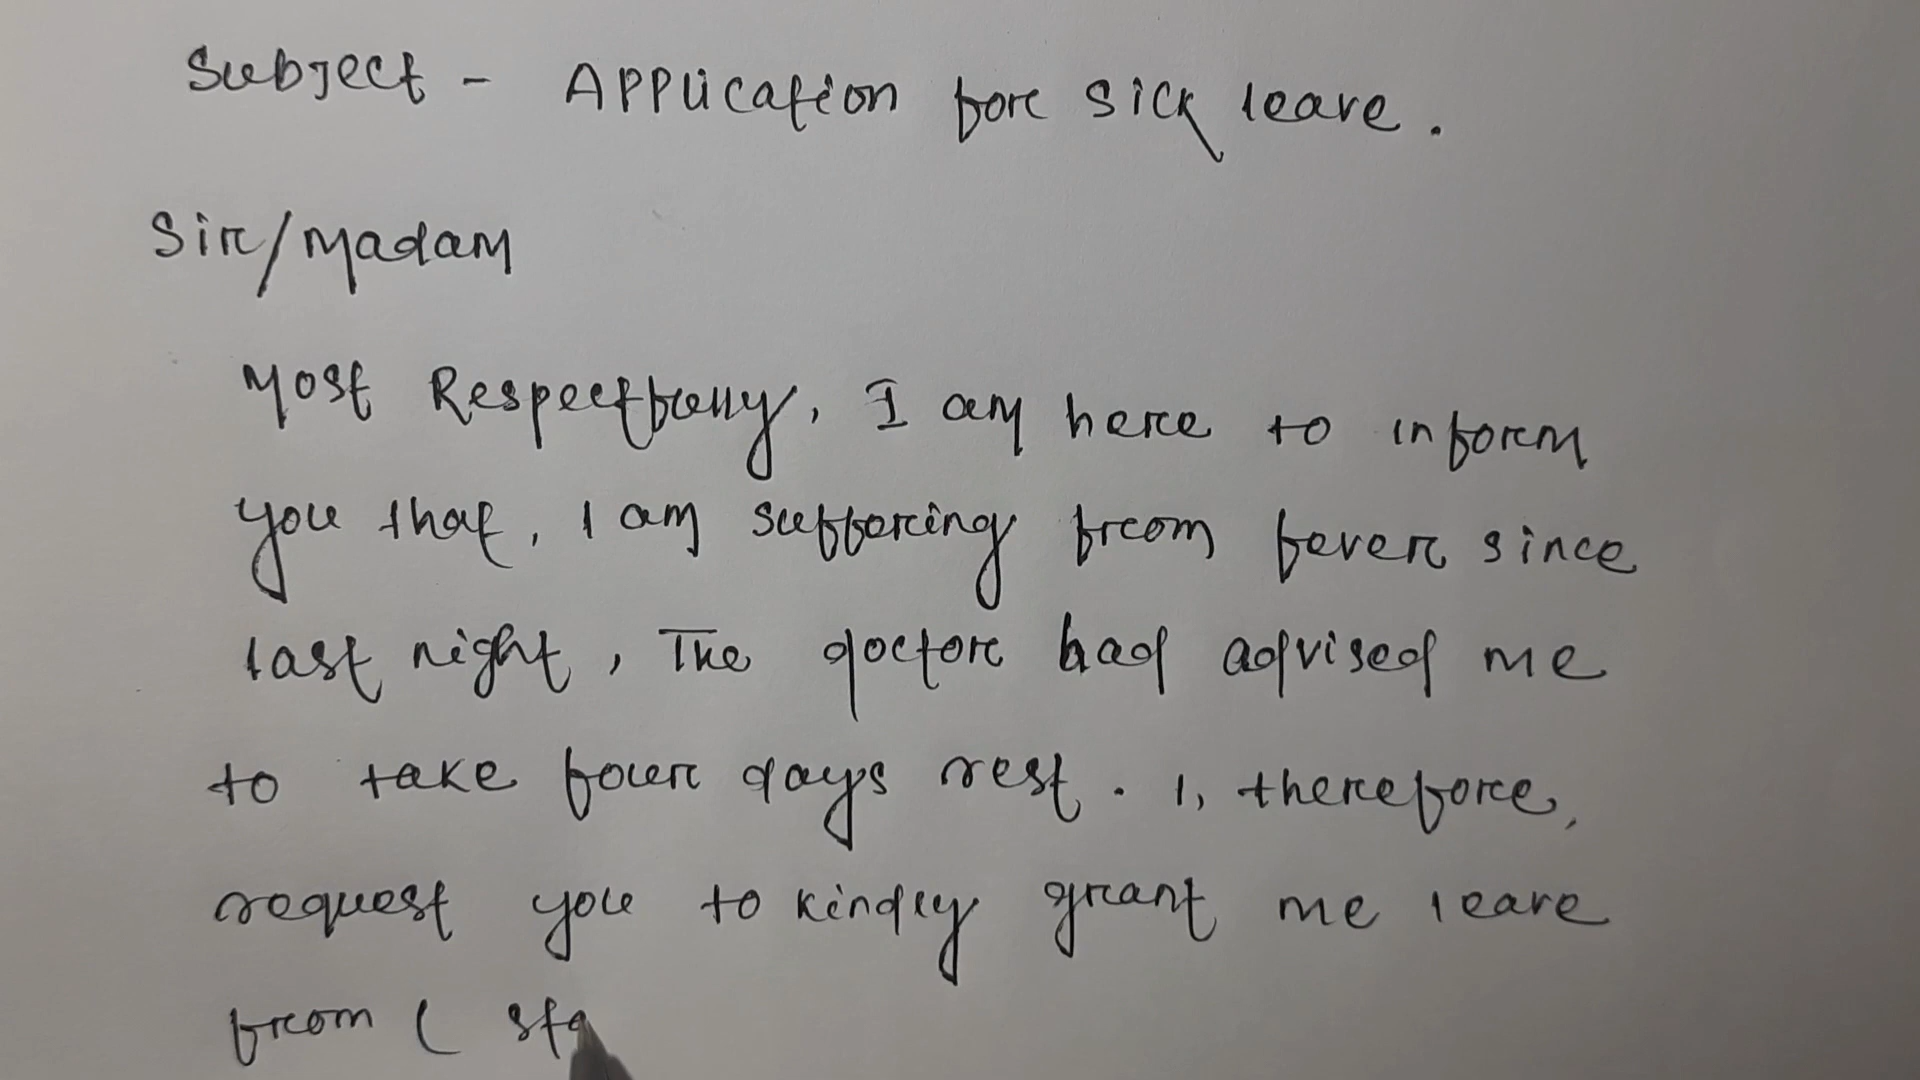 Subject - Application for sick leave.
Sir/Madam
Most Respectfully, I am here to inform
you that, I am suffering from fever since
last night, The doctor had advised me
to take four days rest. I, therefore,
request you to kindly grant me leave
from ( sta